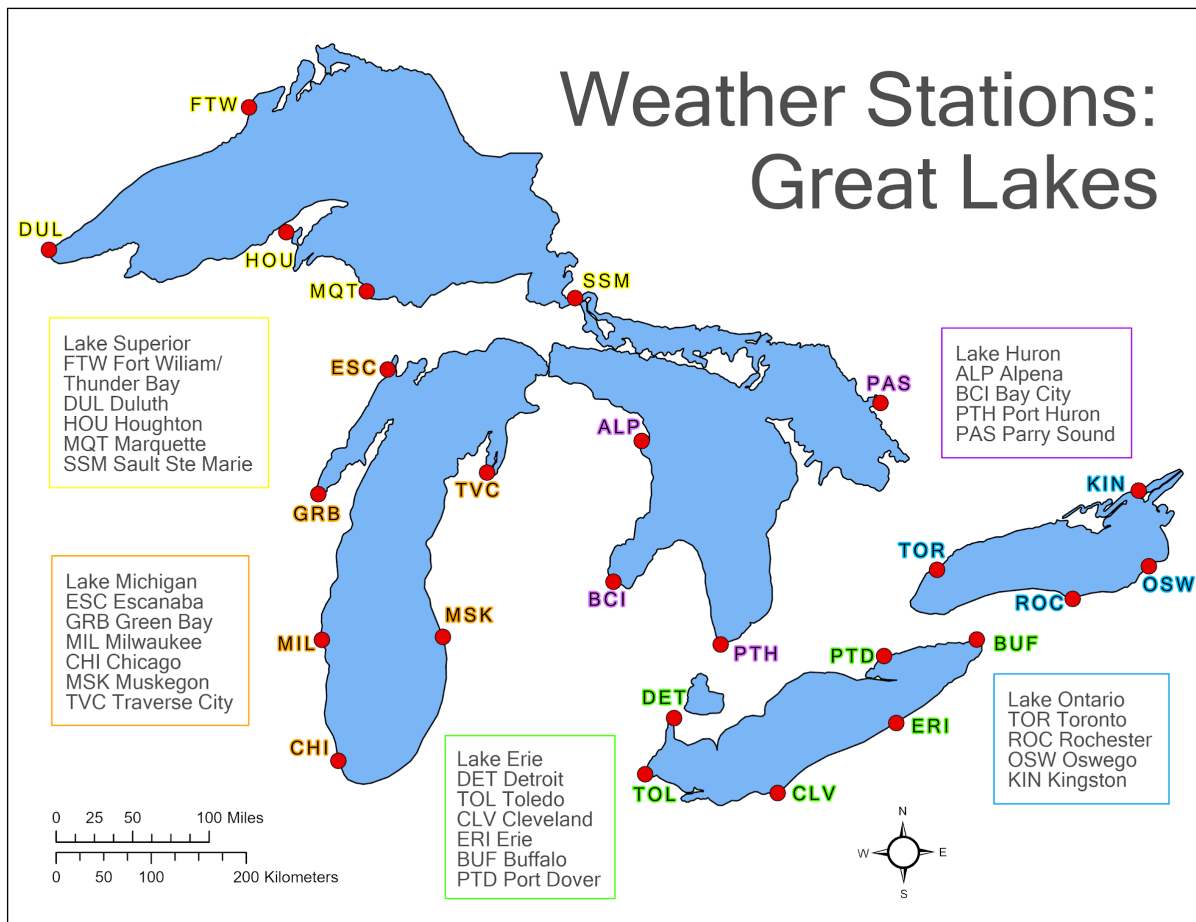 Weather Stations:
Great Lakes
FTW
DUL
HOU
MQT
SSM
Lake Superior
FTW Fort Wiliam/
Thunder Bay
DUL Duluth
HOU Houghton
MQT Marquette
SSM Sault Ste Marie
ESC
GRB
TVC
MIL
MSK
CHI
Lake Michigan
ESC Escanaba
GRB Green Bay
MIL Milwaukee
CHI Chicago
MSK Muskegon
TVC Traverse City
PAS
ALP
BCI
PTH
Lake Huron
ALP Alpena
BCI Bay City
PTH Port Huron
PAS Parry Sound
KIN
TOR
OSW
ROC
Lake Ontario
TOR Toronto
ROC Rochester
OSW Oswego
KIN Kingston
BUF
PTD
DET
ERI
TOL
CLV
Lake Erie
DET Detroit
TOL Toledo
CLV Cleveland
ERI Erie
BUF Buffalo
PTD Port Dover
0 25 50 100 Miles
0 50 100 200 Kilometers
N
W E
S